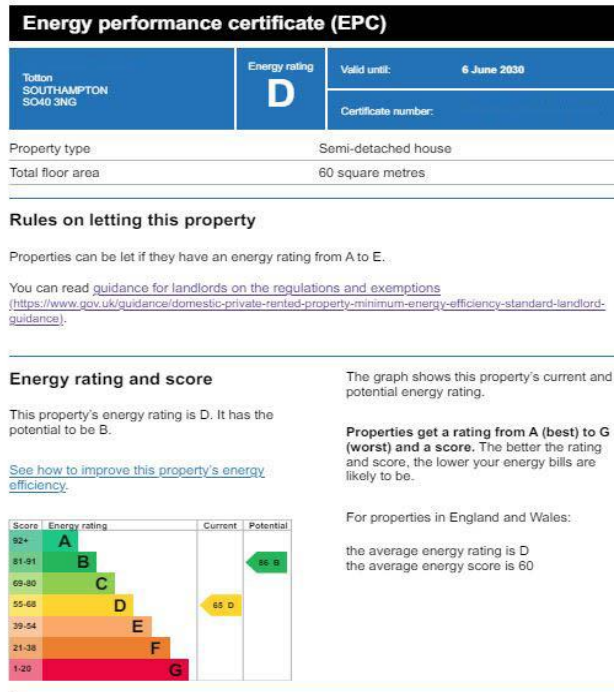 Energy performance certificate (EPC)
Totton
SOUTHAMPTON
SO40 3NG
Energy rating
D
Valid until: 6 June 2030
Certificate number:
Property type Semi-detached house
Total floor area 60 square metres
Rules on letting this property
Properties can be let if they have an energy rating from A to E.
You can read guidance for landlords on the regulations and exemptions
(https://www.gov.uk/guidance/domestic-private-rented-property-minimum-energy-efficiency-standard-landlord-
guidance).
Energy rating and score
This property's energy rating is D. It has the
potential to be B.
See how to improve this property's energy
efficiency.
Score Energy rating Current Potential
92+ A
81-91 B 86 B
69-80 C
55-68 D 65 D
39-54 E
21-38 F
1-20 G
The graph shows this property's current and
potential energy rating.
Properties get a rating from A (best) to G
(worst) and a score. The better the rating
and score, the lower your energy bills are
likely to be.
For properties in England and Wales:
the average energy rating is D
the average energy score is 60